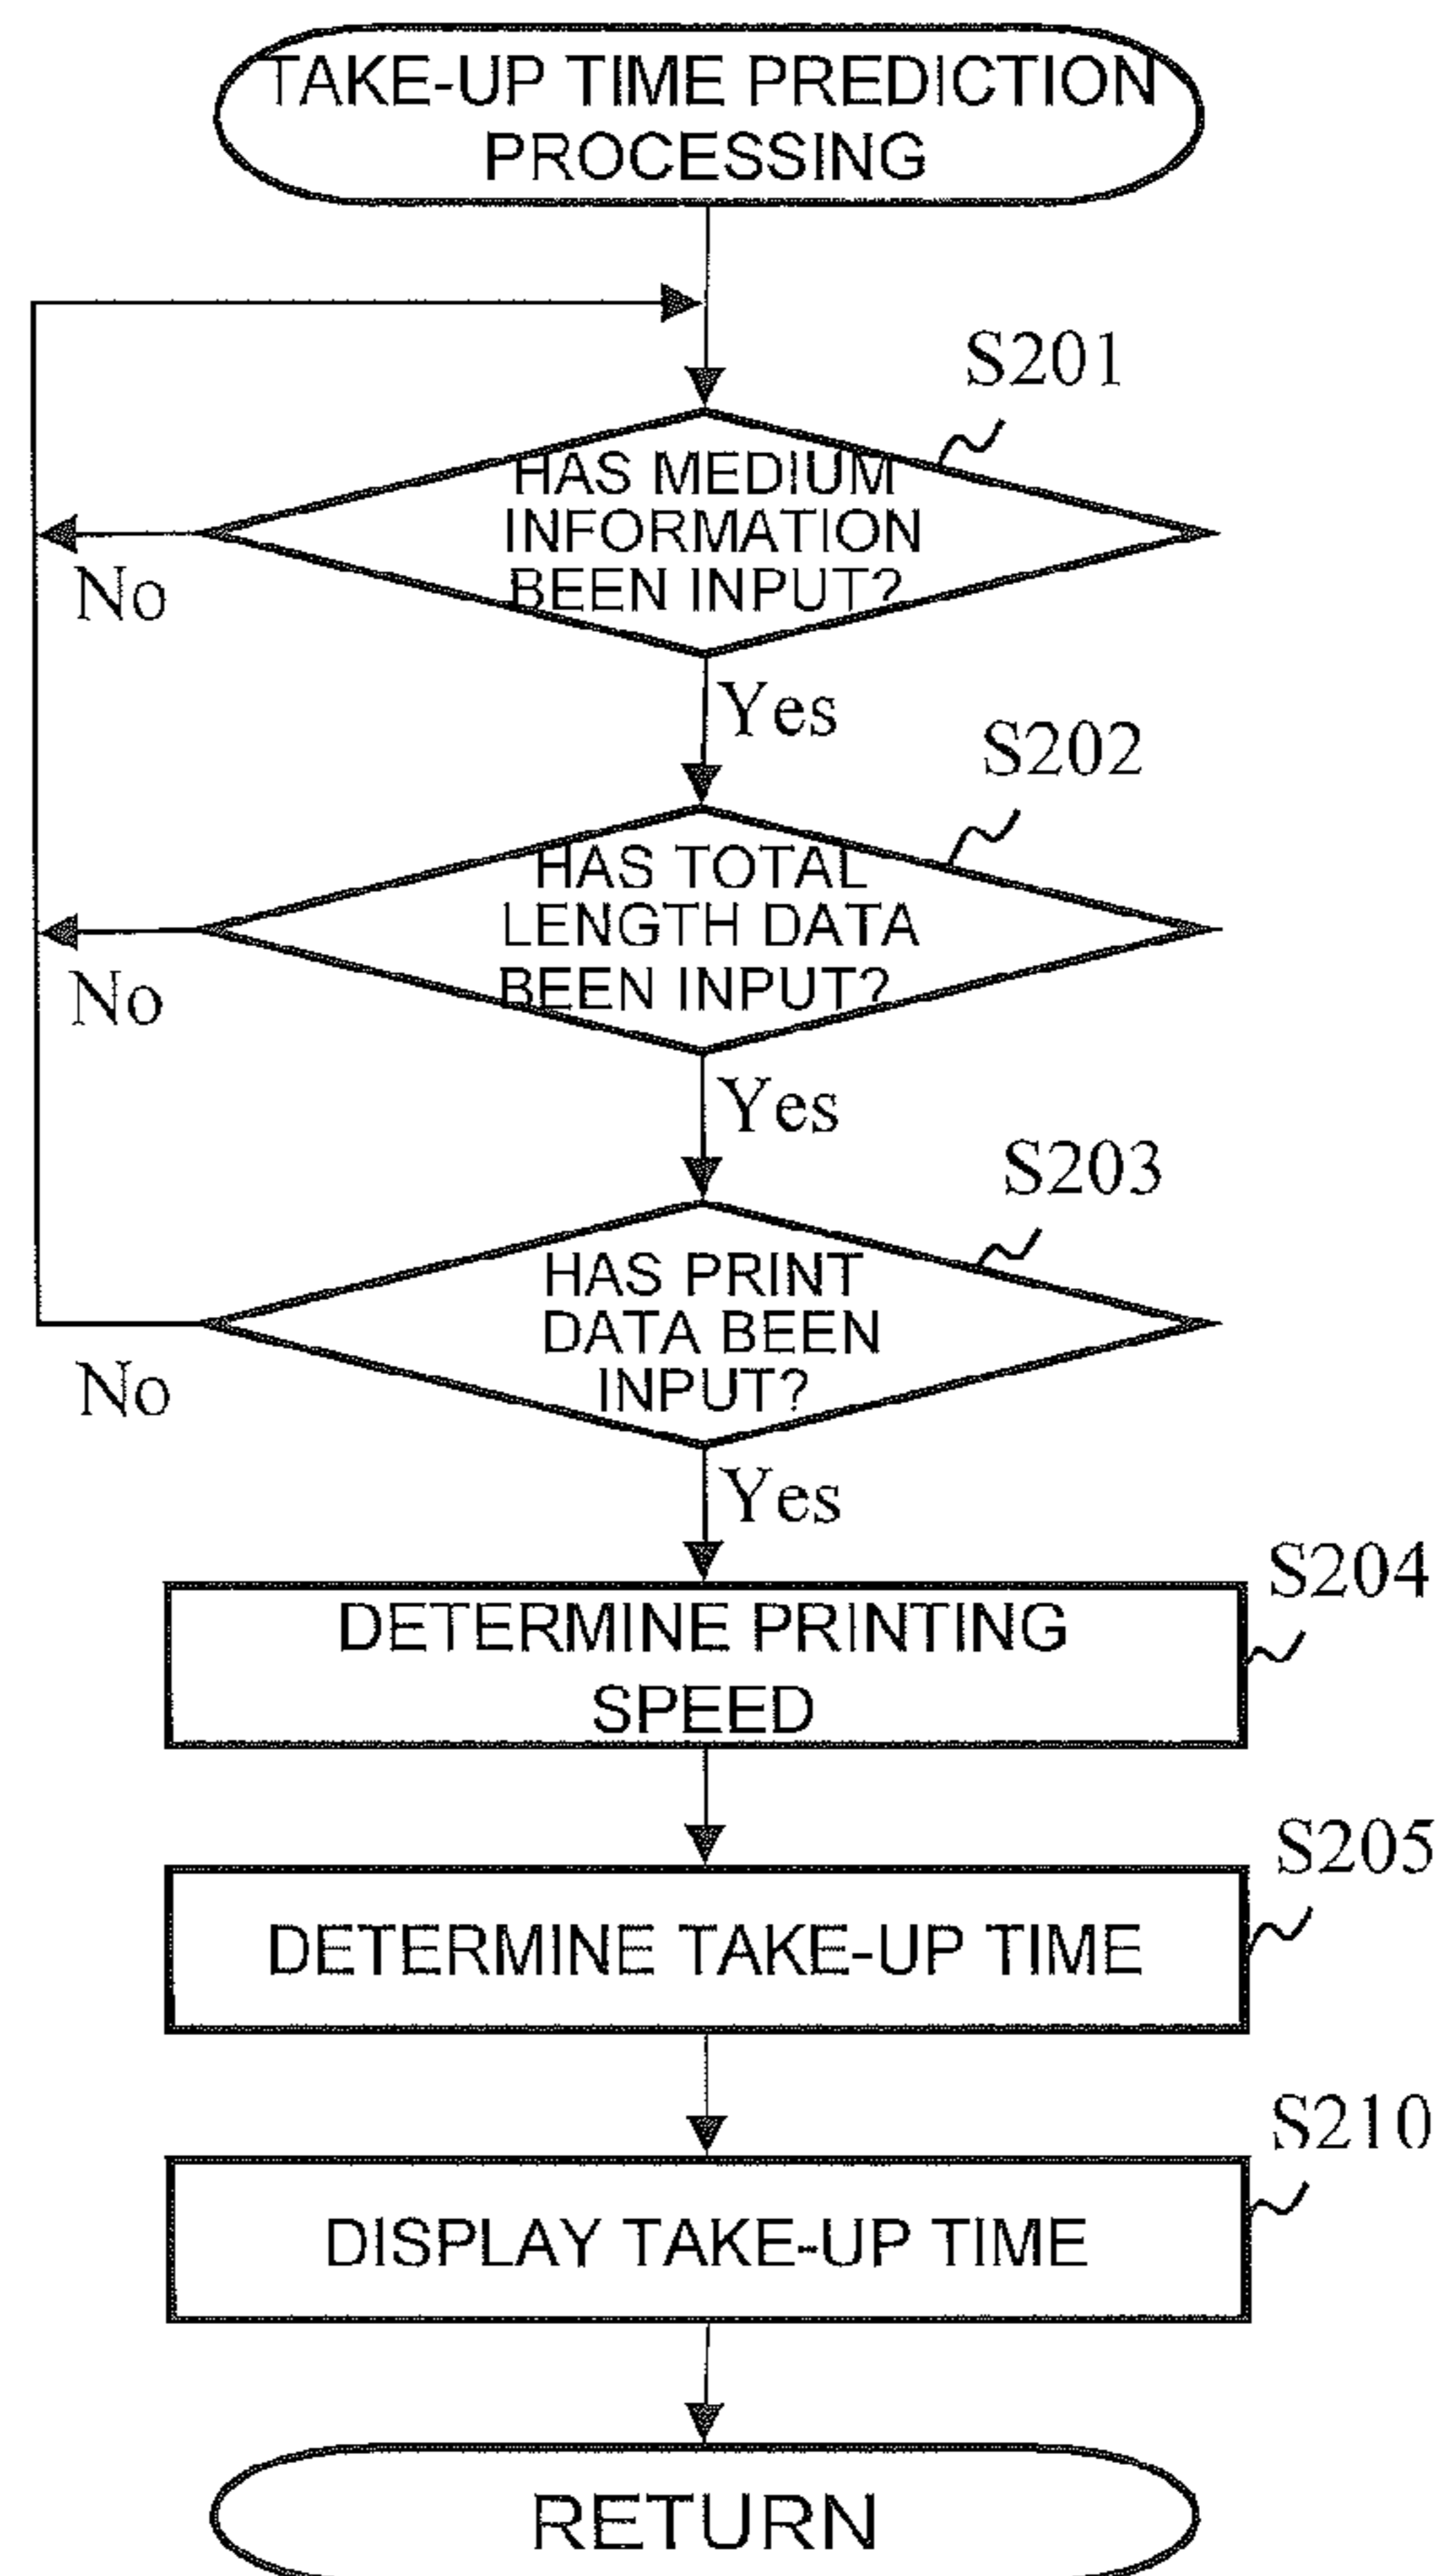 TAKE-UP TIME PREDICTION
PROCESSING
S201
HAS MEDIUM
INFORMATION
BEEN INPUT?
No
Yes
S202
HAS TOTAL
LENGTH DATA
BEEN INPUT?
No
Yes
S203
HAS PRINT
DATA BEEN
INPUT?
No
Yes
S204
DETERMINE PRINTING
SPEED
S205
DETERMINE TAKE-UP TIME
S210
DISPLAY TAKE-UP TIME
RETURN